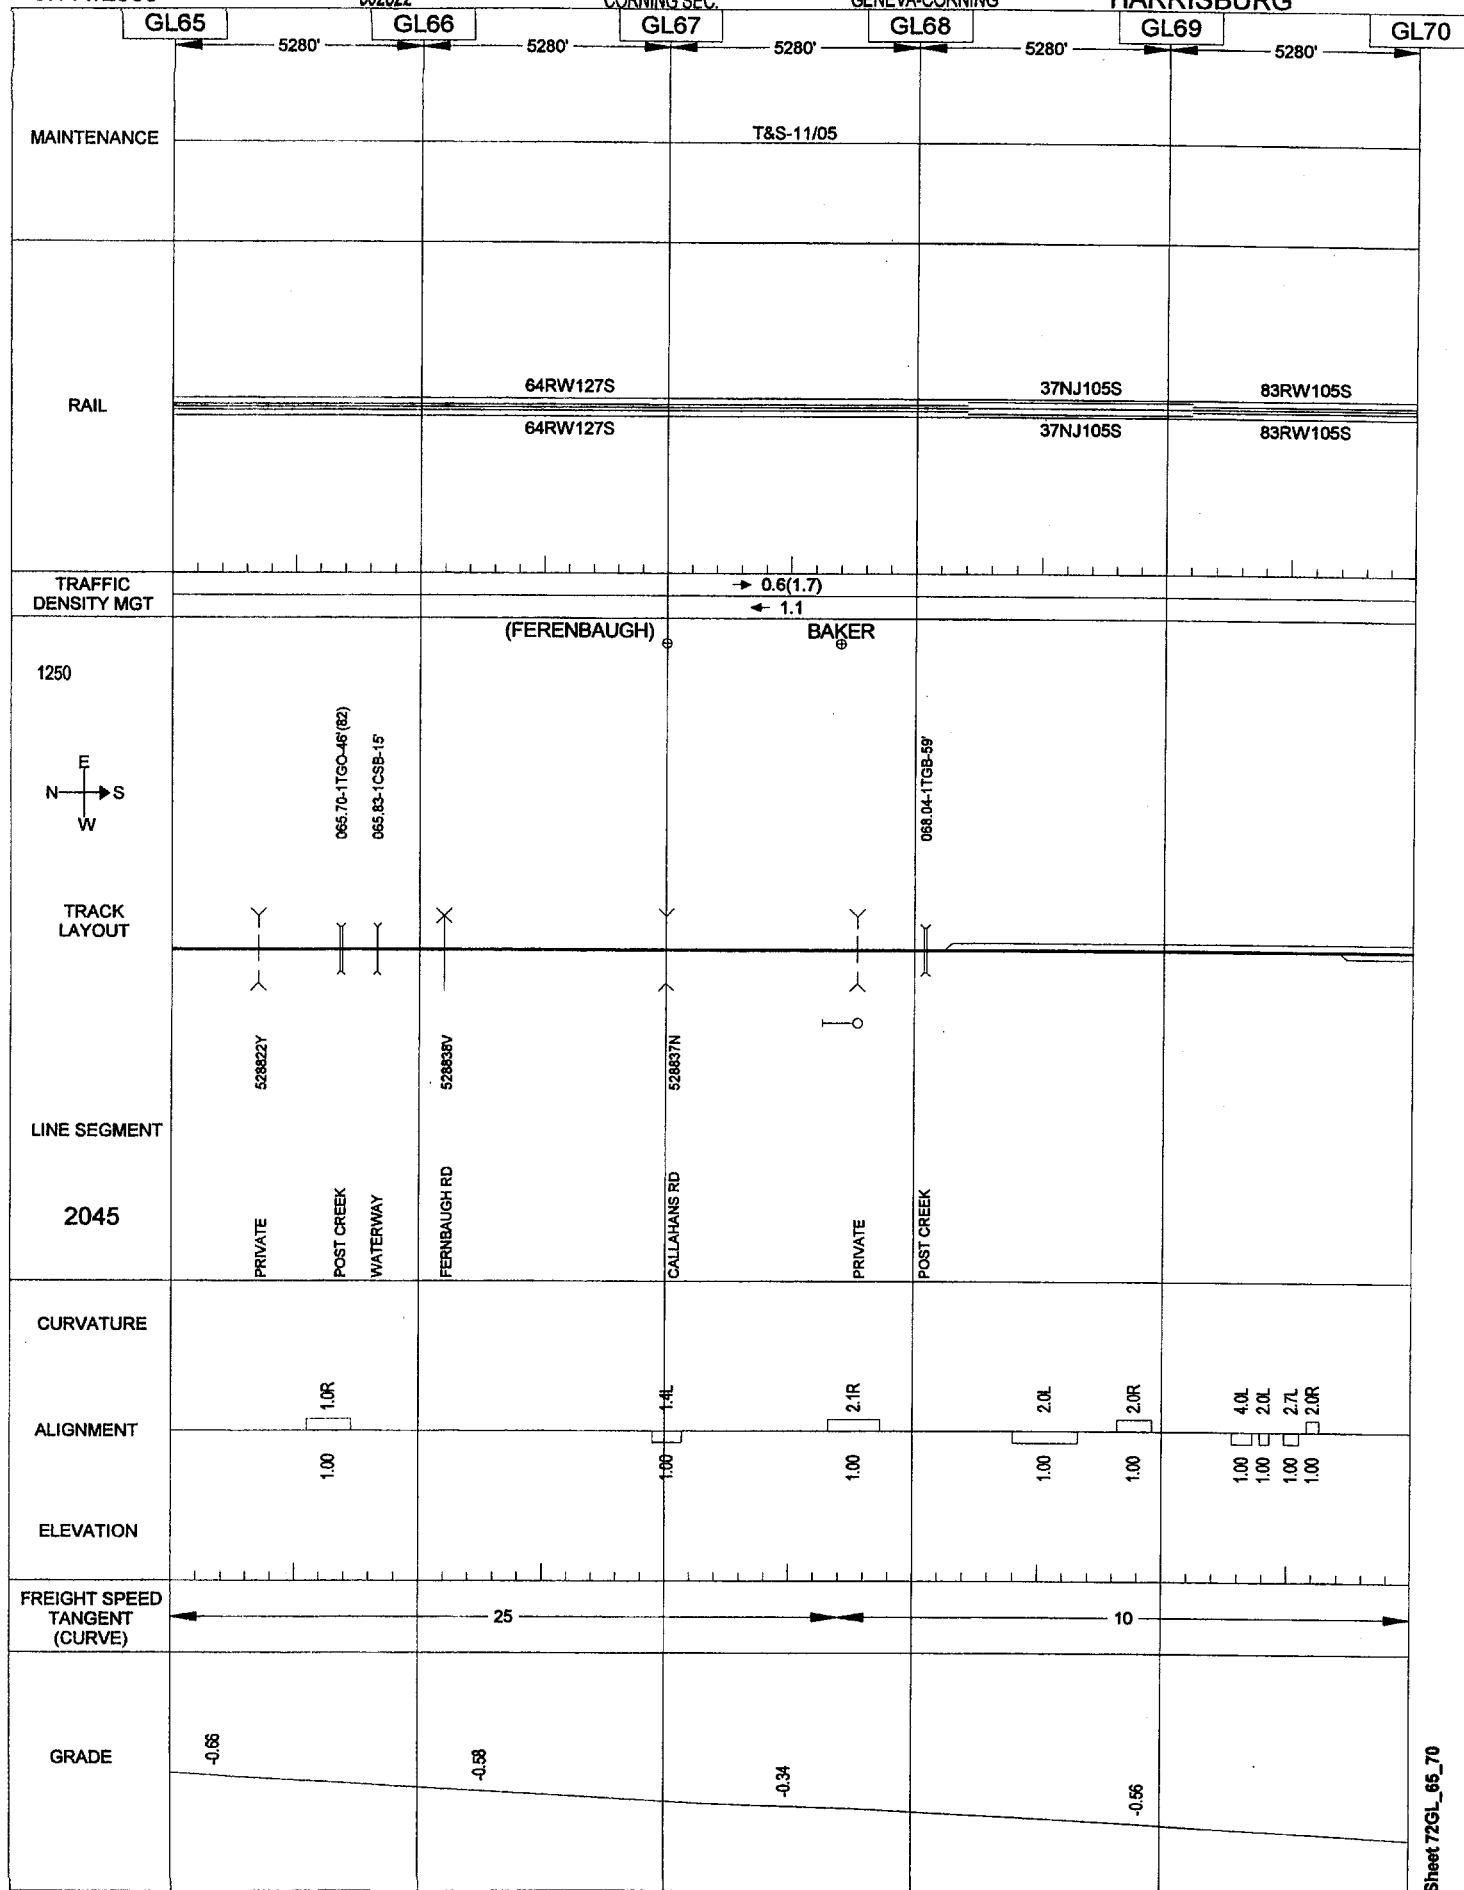 CORNING SEC.
GENEVA-CORNING
HARRISBURG
GL65
GL66
GL67
GL68
GL69
GL70
5280'
5280'
5280'
5280'
5280'
MAINTENANCE
T&S-11/05
RAIL
64RW127S
37NJ105S
83RW105S
64RW127S
37NJ105S
83RW105S
TRAFFIC
DENSITY MGT
0.6(1.7)
1.1
(FERENBAUGH)
BAKER
1250
E
N
S
W
065.70-1TGO-46'(82)
065.83-1CSB-15'
068.04-1TGB-59'
TRACK
LAYOUT
528822Y
528838V
528837N
LINE SEGMENT
2045
PRIVATE
POST CREEK
WATERWAY
FERNBAUGH RD
CALLAHANS RD
PRIVATE
POST CREEK
CURVATURE
1.0R
1.4L
2.1R
2.0L
2.0R
4.0L
2.0L
2.7L
2.0R
ALIGNMENT
1.00
1.00
1.00
1.00
1.00
1.00
1.00
1.00
1.00
ELEVATION
FREIGHT SPEED
TANGENT
(CURVE)
25
10
GRADE
-0.66
-0.58
-0.34
-0.56
Sheet 72GL_65_70